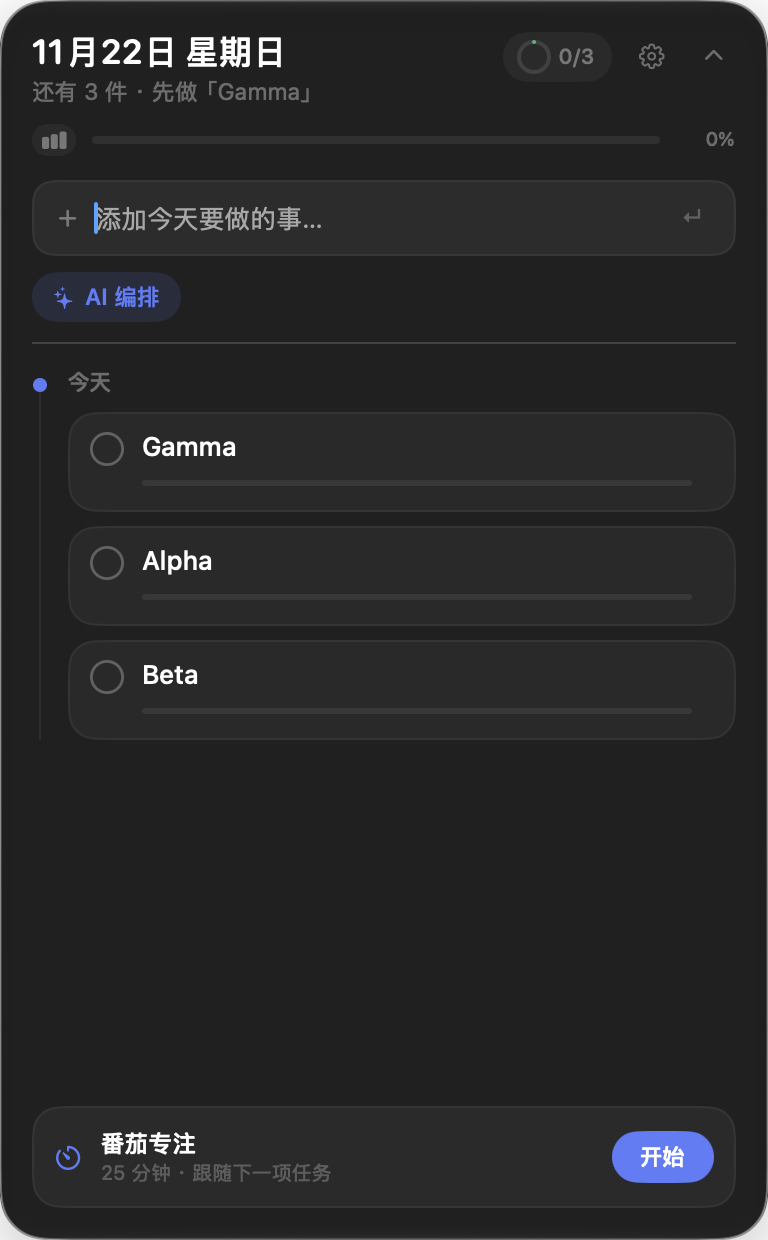 11月22日 星期日
0/3
还有 3 件 · 先做「Gamma」
0%
添加今天要做的事...
AI 编排
今天
Gamma
Alpha
Beta
番茄专注
25 分钟 · 跟随下一项任务
开始